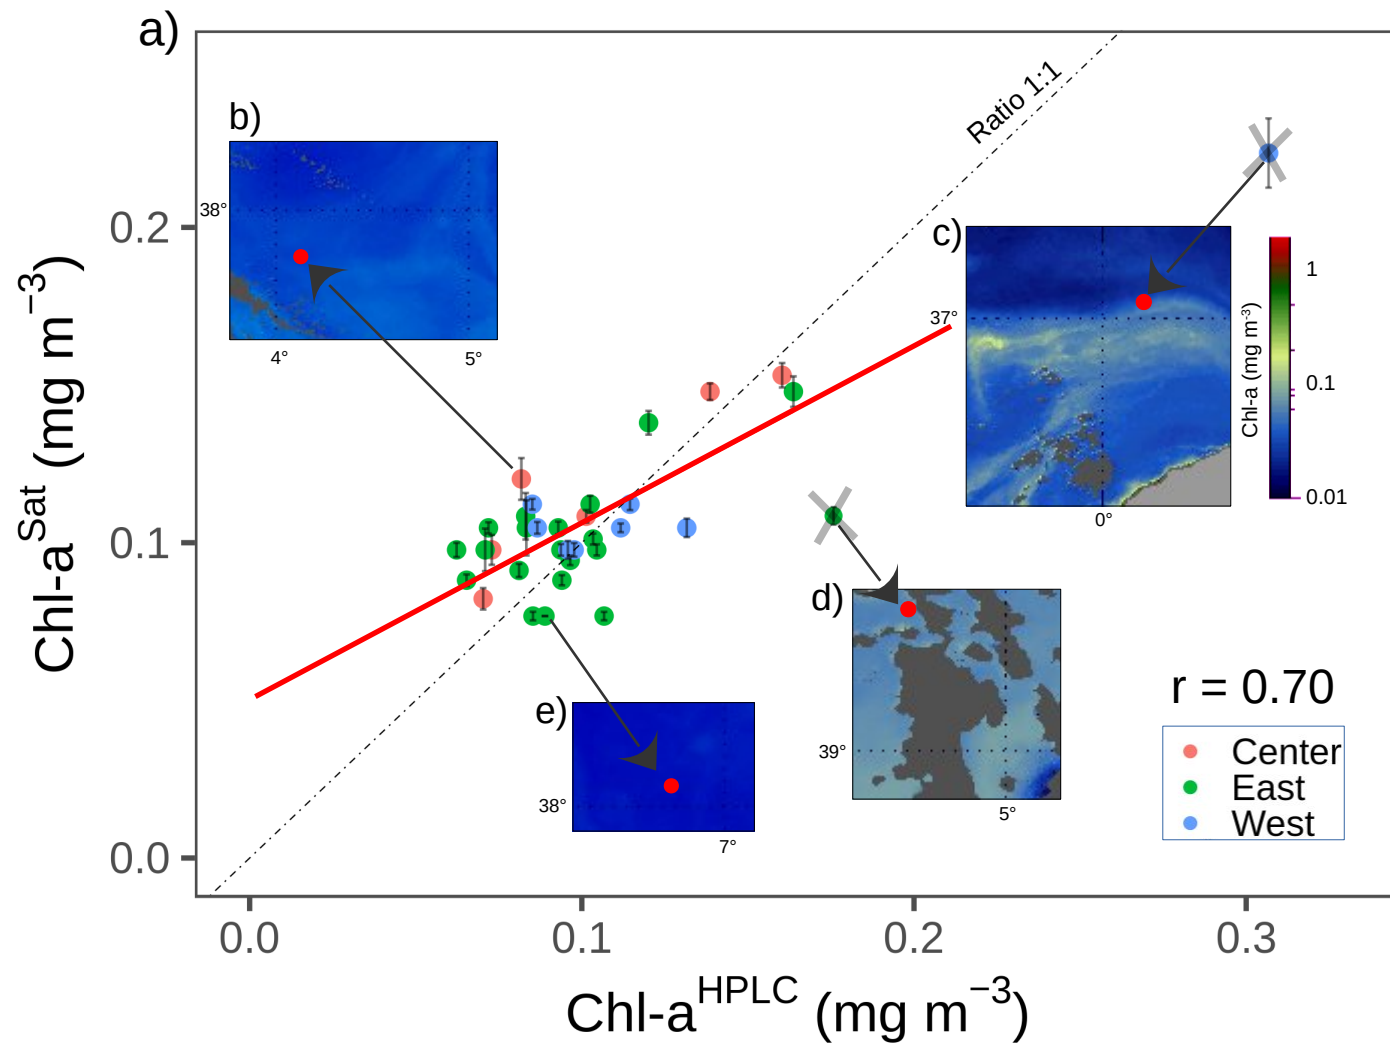 a)
Ratio 1:1
b)
38°
4°
5°
c)
37°
0°
1
0.1
0.01
Chl-a (mg m⁻³)
d)
39°
5°
e)
38°
7°
r = 0.70
Center
East
West
0.2
0.1
0.0
Chl-a^Sat (mg m⁻³)
0.0
0.1
0.2
0.3
Chl-a^HPLC (mg m⁻³)